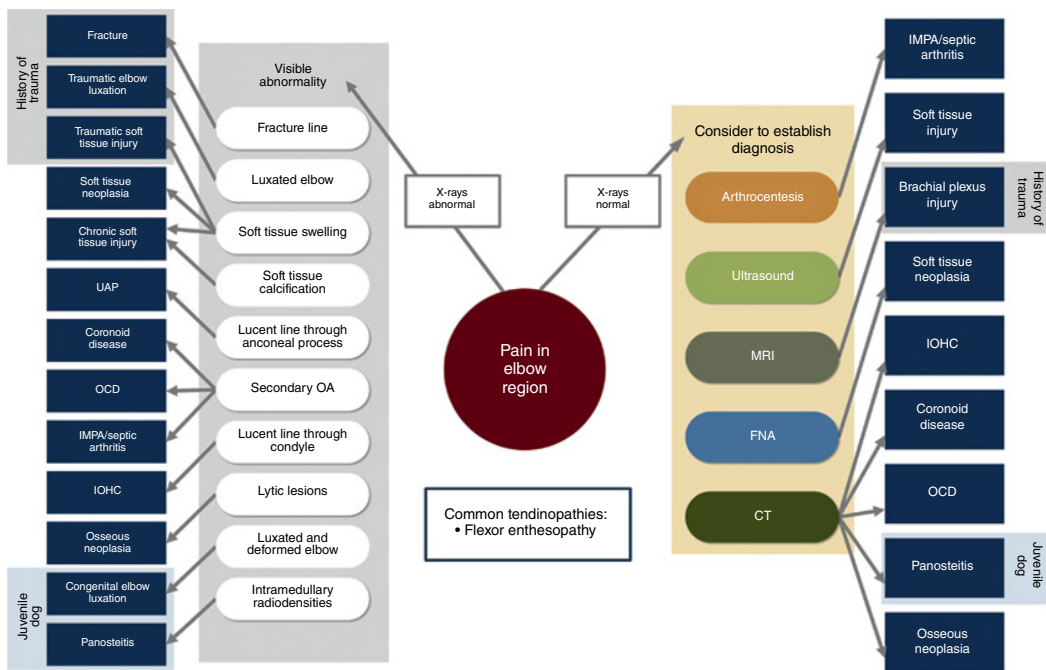 History of
trauma
Fracture
Traumatic elbow
luxation
Traumatic soft
tissue injury
Soft tissue
neoplasia
Chronic soft
tissue injury
UAP
Coronoid
disease
OCD
IMPA/septic
arthritis
IOHC
Osseous
neoplasia
Juvenile
dog
Congenital elbow
luxation
Panosteitis
Visible
abnormality
Fracture line
Luxated elbow
Soft tissue swelling
Soft tissue
calcification
Lucent line through
anconeal process
Secondary OA
Lucent line through
condyle
Lytic lesions
Luxated and
deformed elbow
Intramedullary
radiodensities
X-rays
abnormal
X-rays
normal
Pain in
elbow
region
Common tendinopathies:
• Flexor enthesopathy
Consider to establish
diagnosis
Arthrocentesis
Ultrasound
MRI
FNA
CT
IMPA/septic
arthritis
Soft tissue
injury
Brachial plexus
injury
History of
trauma
Soft tissue
neoplasia
IOHC
Coronoid
disease
OCD
Panosteitis
Juvenile
dog
Osseous
neoplasia